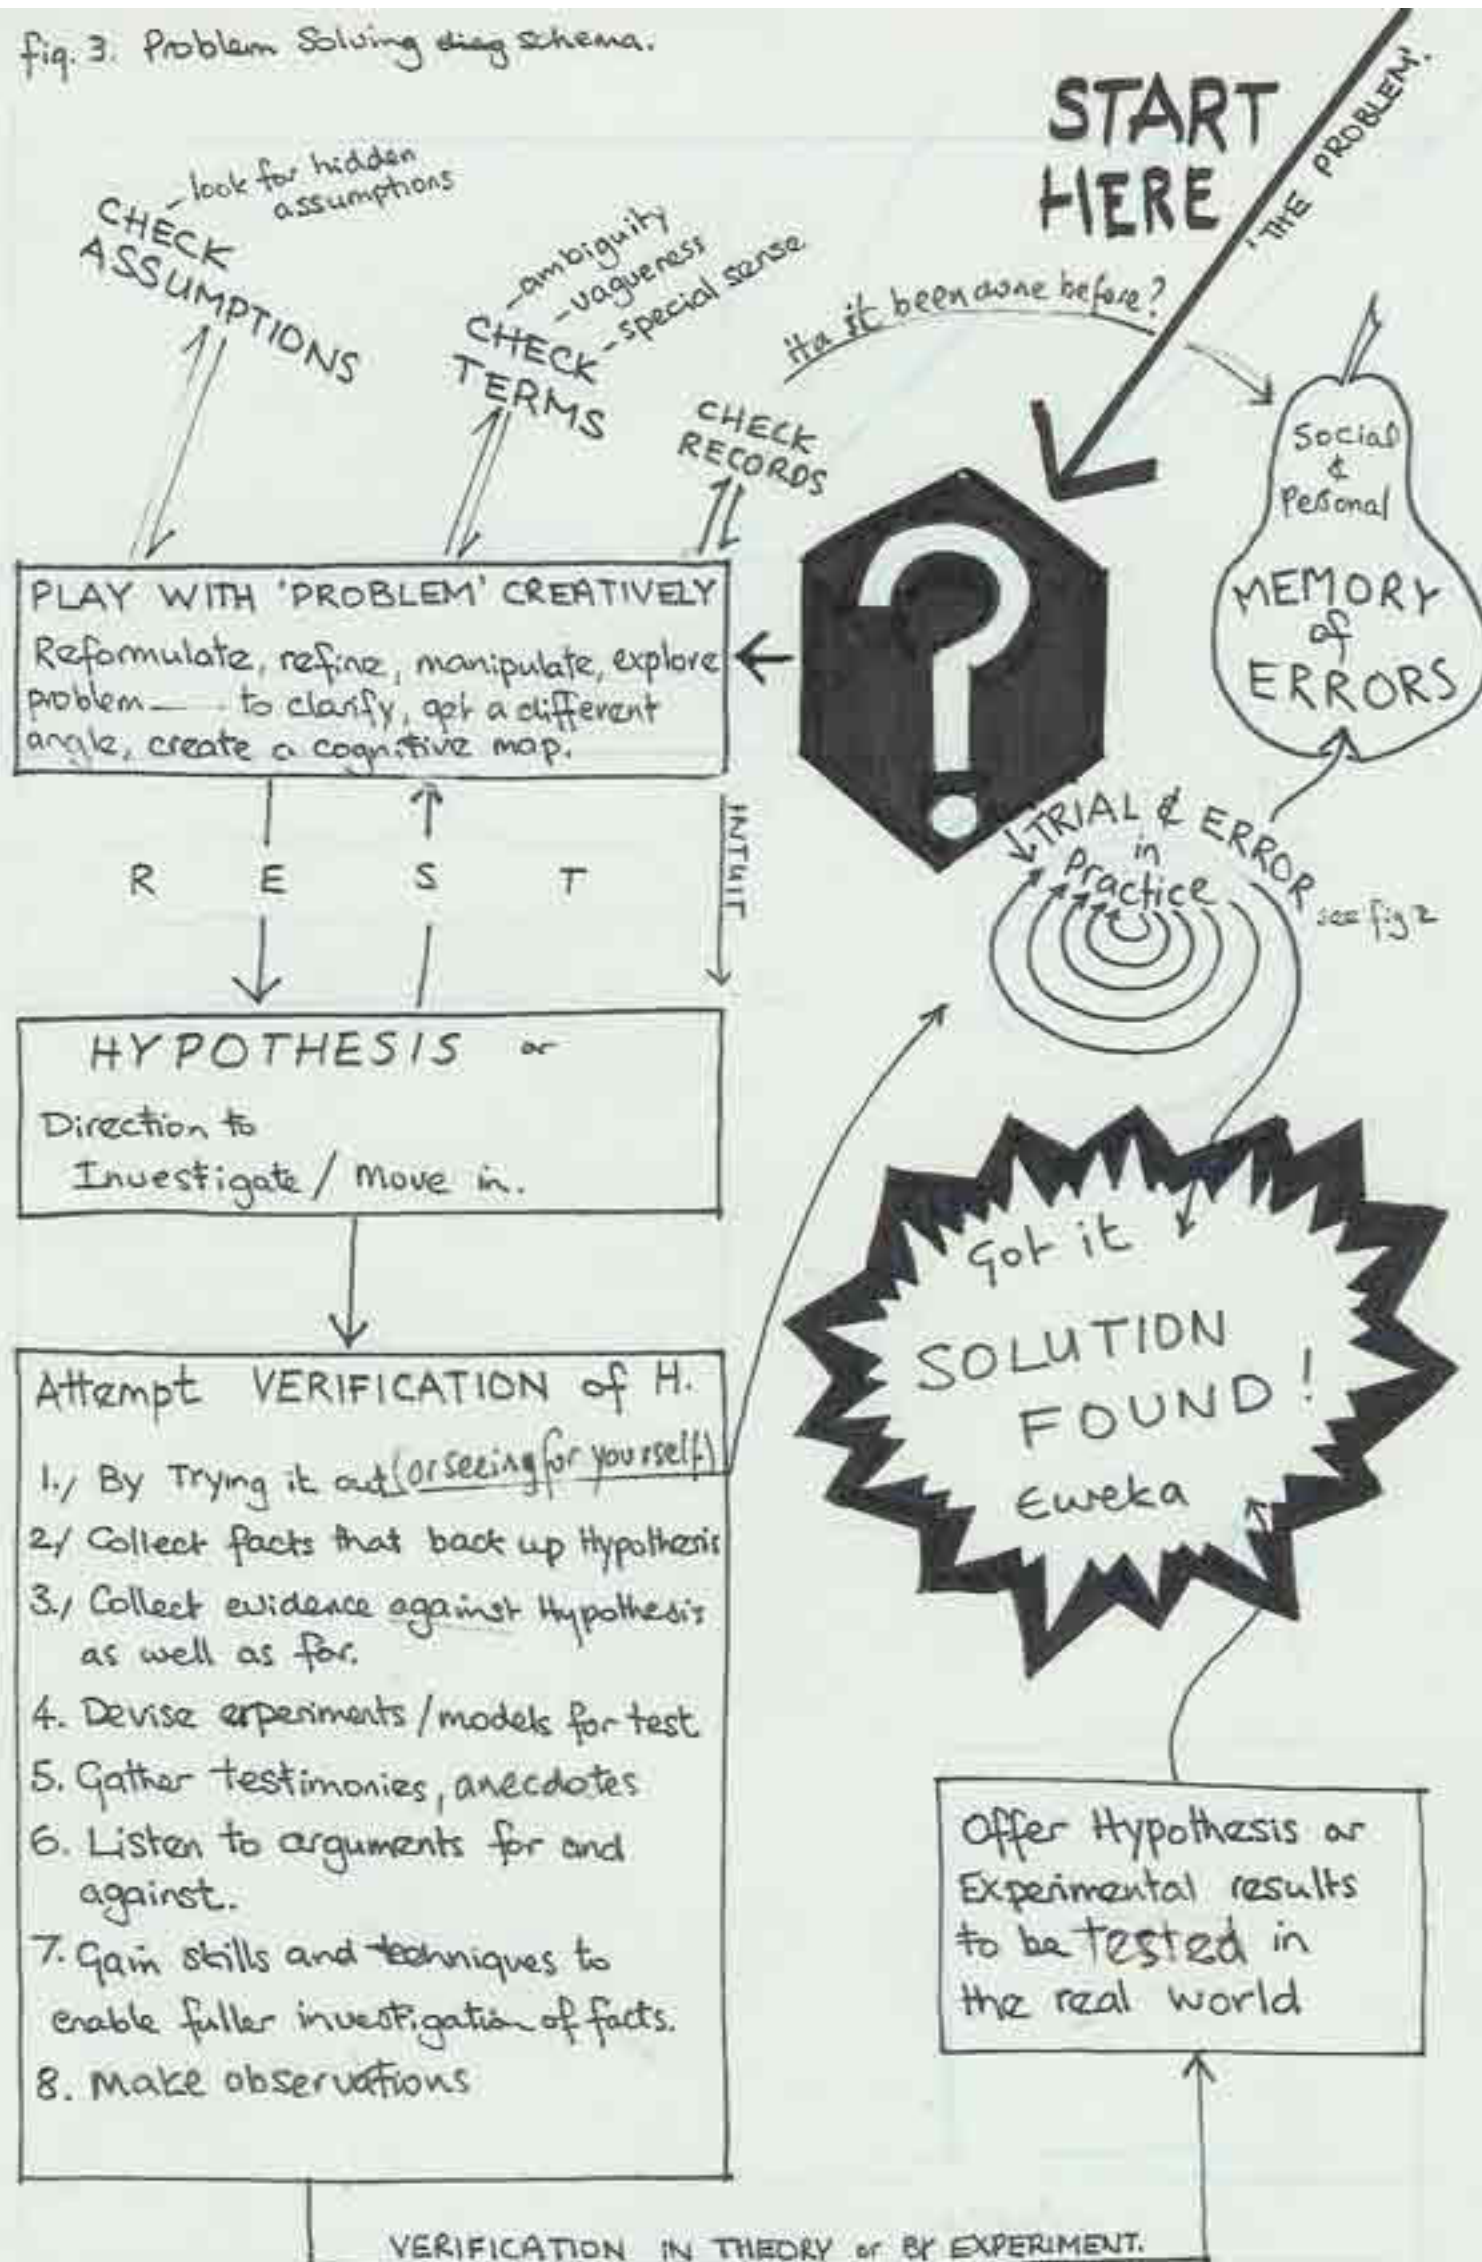 fig. 3. Problem Solving diag schema.
START
HERE
'THE PROBLEM'.
CHECK
ASSUMPTIONS
- look for hidden
assumptions
CHECK
TERMS
- ambiguity
- vagueness
- special sense
CHECK
RECORDS
Ha it been done before?
Social
&
Personal
MEMORY
of
ERRORS
PLAY WITH 'PROBLEM' CREATIVELY
Reformulate, refine, manipulate, explore
problem — to clarify, get a different
angle, create a cognitive map.
?
R E S T
INTUIT
TRIAL & ERROR
in
Practice
see fig 2
HYPOTHESIS or
Direction to
Investigate / Move in.
Got it
SOLUTION
FOUND!
Eureka
Attempt VERIFICATION of H.
1./ By Trying it out (or seeing for yourself)
2./ Collect facts that back up Hypothesis
3./ Collect evidence against Hypothesis
as well as for.
4. Devise experiments / models for test
5. Gather testimonies, anecdotes
6. Listen to arguments for and
against.
7. Gain skills and techniques to
enable fuller investigation of facts.
8. Make observations
Offer Hypothesis or
Experimental results
to be Tested in
the real world
VERIFICATION IN THEORY or BY EXPERIMENT.